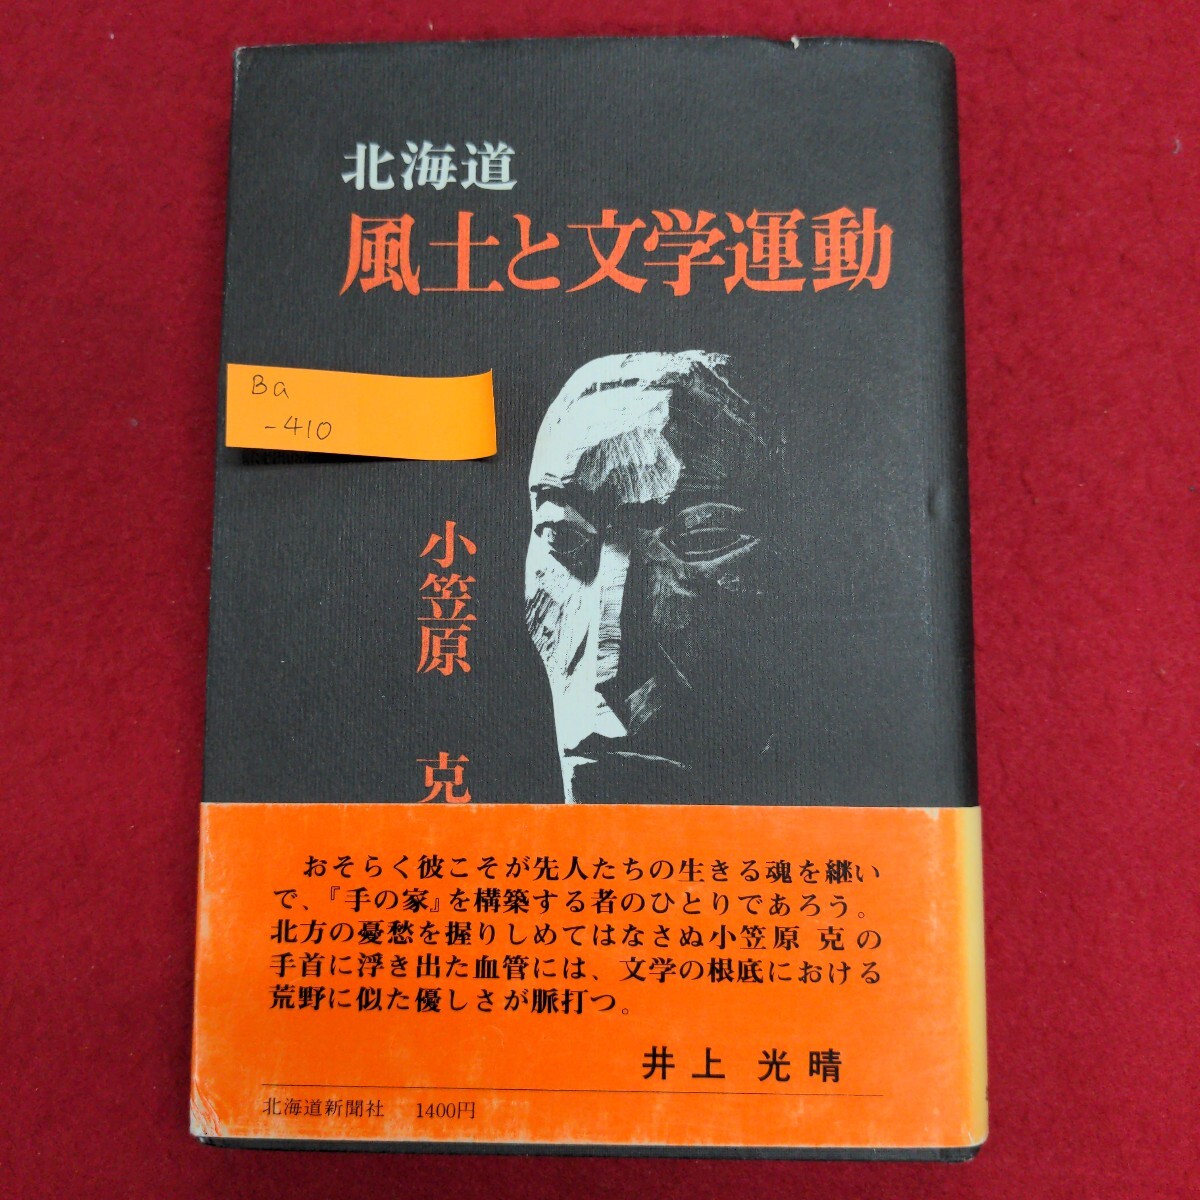 北海道
風土と文学運動
Ba
-410
小笠原 克
おそらく彼こそが先人たちの生きる魂を継い
で、『手の家』を構築する者のひとりであろう。
北方の憂愁を握りしめてはなさぬ小笠原 克の
手首に浮き出た血管には、文学の根底における
荒野に似た優しさが脈打つ。
井上 光晴
北海道新聞社 1400円